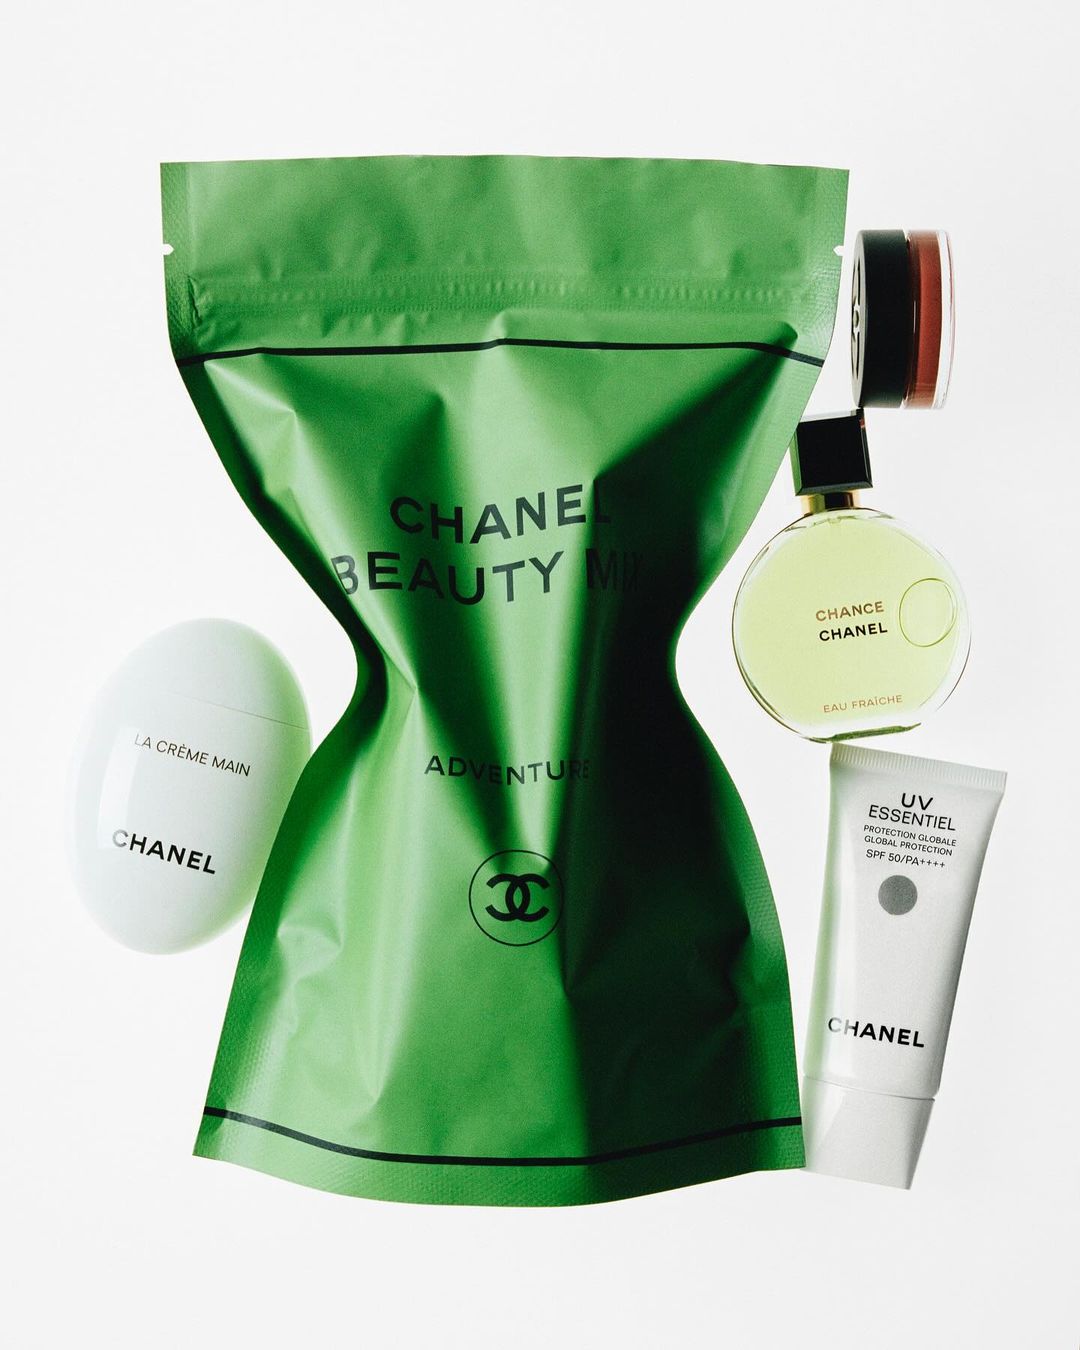 CHANEL
BEAUTY MIX
ADVENTURE
CHANCE
CHANEL
EAU FRAÎCHE
LA CRÈME MAIN
CHANEL
UV
ESSENTIEL
PROTECTION GLOBALE
GLOBAL PROTECTION
SPF 50/PA++++
CHANEL